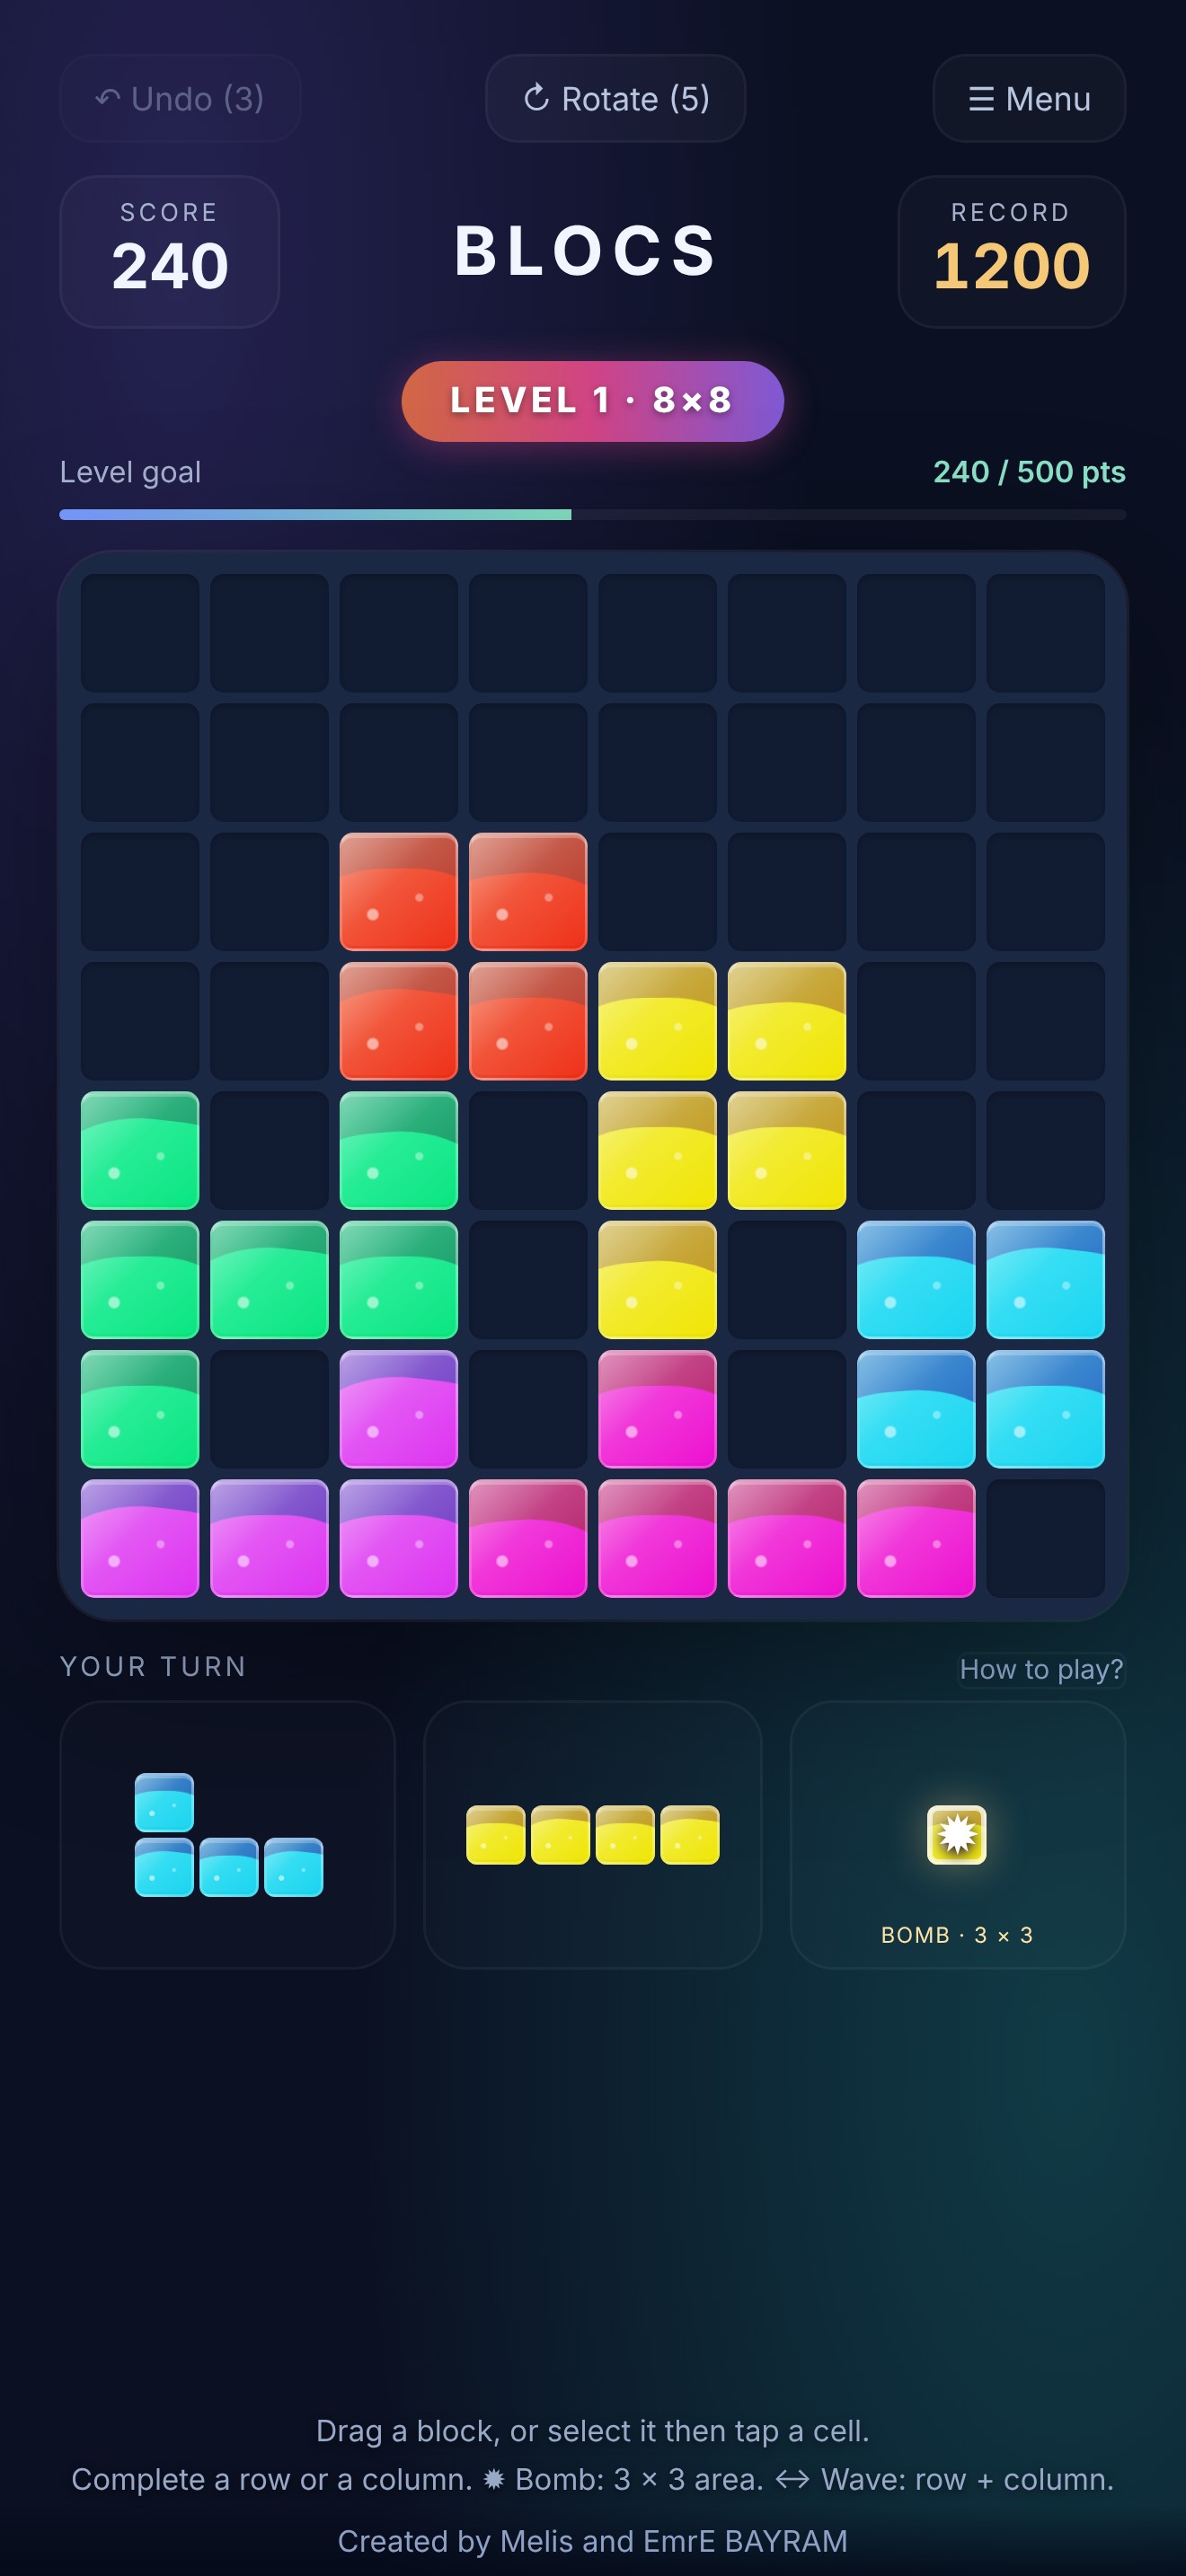 ↶ Undo (3)
↻ Rotate (5)
☰ Menu
SCORE
240
BLOCS
RECORD
1200
LEVEL 1 · 8×8
Level goal
240 / 500 pts
YOUR TURN
How to play?
BOMB · 3 × 3
Drag a block, or select it then tap a cell.
Complete a row or a column. ✹ Bomb: 3 × 3 area. ↔ Wave: row + column.
Created by Melis and EmrE BAYRAM